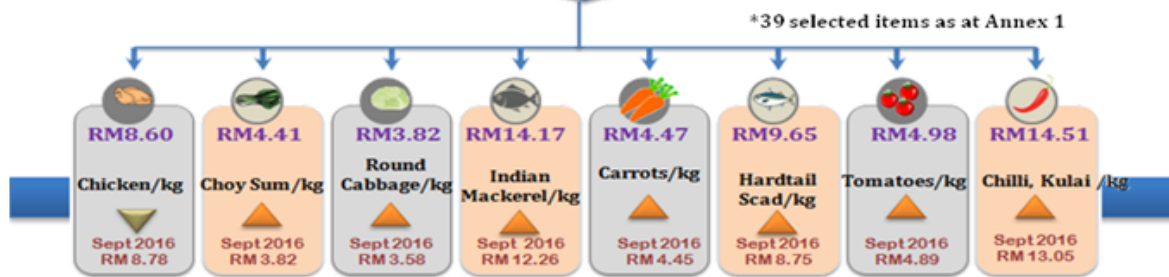 *39 selected items as at Annex 1
RM8.60
Chicken/kg
Sept 2016
RM 8.78
RM4.41
Choy Sum/kg
Sept 2016
RM 3.82
RM3.82
Round
Cabbage/kg
Sept 2016
RM 3.58
RM14.17
Indian
Mackerel/kg
Sept 2016
RM 12.26
RM4.47
Carrots/kg
Sept 2016
RM 4.45
RM9.65
Hardtail
Scad/kg
Sept 2016
RM 8.75
RM4.98
Tomatoes/kg
Sept 2016
RM4.89
RM14.51
Chilli, Kulai /kg
Sept 2016
RM 13.05